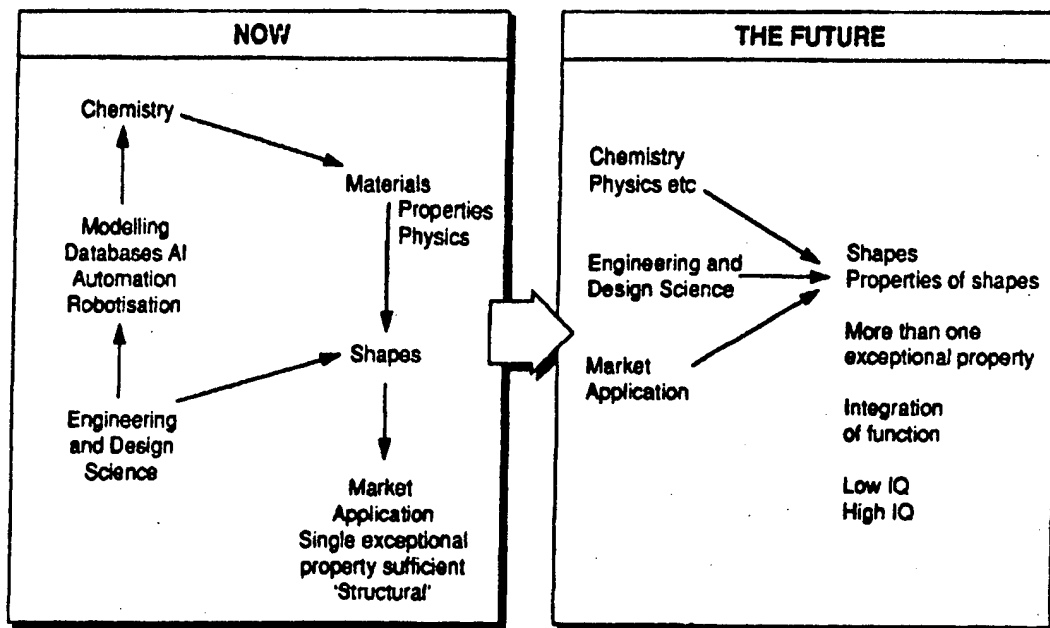 NOW
Chemistry
Materials
Properties
Physics
Modelling
Databases AI
Automation
Robotisation
Shapes
Engineering
and Design
Science
Market
Application
Single exceptional
property sufficient
'Structural'
THE FUTURE
Chemistry
Physics etc
Engineering and
Design Science
Market
Application
Shapes
Properties of shapes
More than one
exceptional property
Integration
of function
Low IQ
High IQ